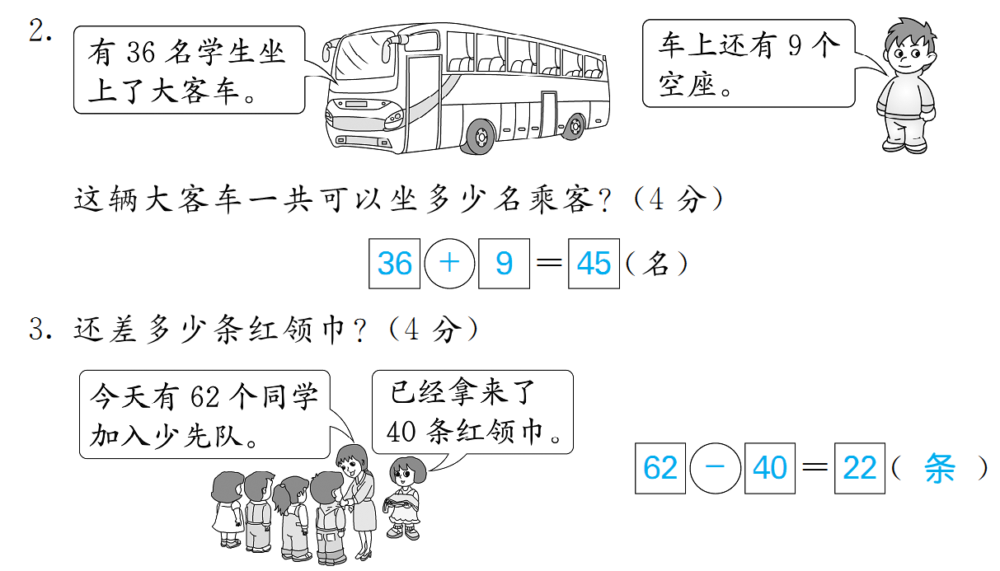 2.
有 36 名学生坐
上了大客车。
车上还有 9 个
空座。
这辆大客车一共可以坐多少名乘客?(4 分)
36 + 9 = 45 (名)
3. 还差多少条红领巾?(4 分)
今天有 62 个同学
加入少先队。
已经拿来了
40 条红领巾。
62 − 40 = 22 ( 条 )